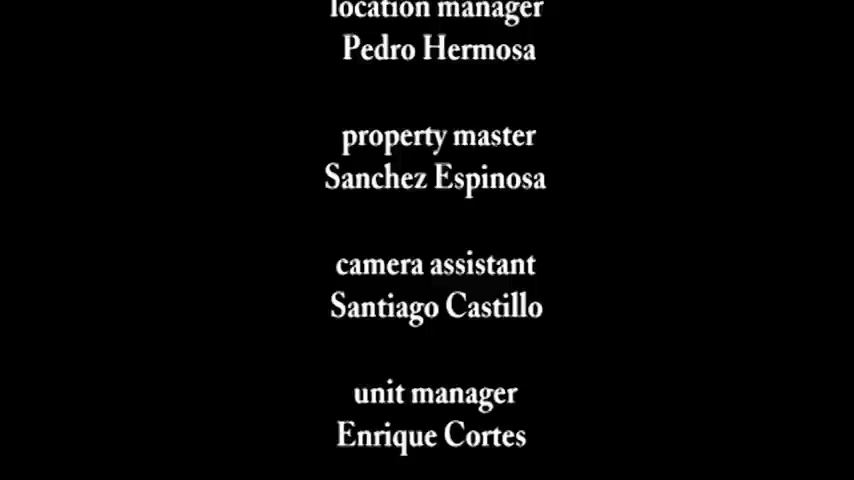 location manager
Pedro Hermosa
property master
Sanchez Espinosa
camera assistant
Santiago Castillo
unit manager
Enrique Cortes